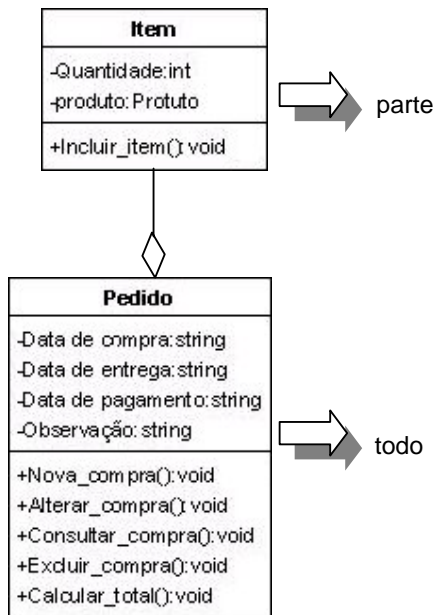 Item
-Quantidade:int
-produto: Protuto
parte
+Incluir_item(): void
Pedido
-Data de compra:string
-Data de entrega:string
-Data de pagamento:string
-Observação: string
todo
+Nova_compra():void
+Alterar_compra(): void
+Consultar_compra():void
+Excluir_compra():void
+Calcular_total():void